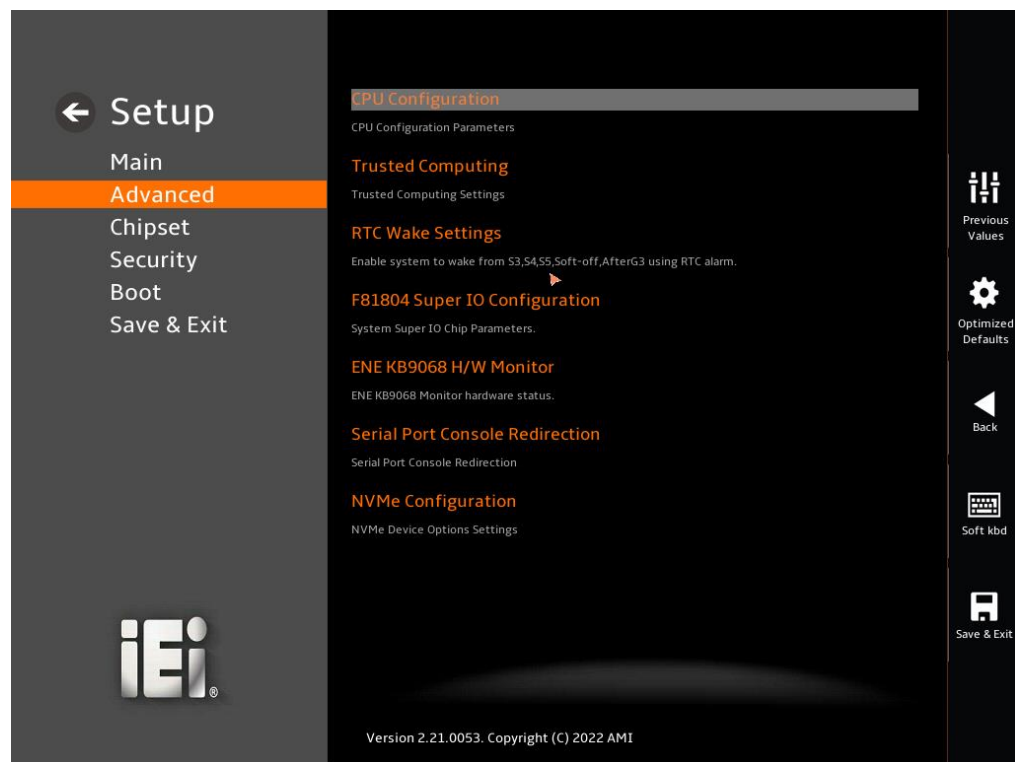 Setup
Main
Advanced
Chipset
Security
Boot
Save & Exit
CPU Configuration
CPU Configuration Parameters
Trusted Computing
Trusted Computing Settings
RTC Wake Settings
Enable system to wake from S3,S4,S5,Soft-off,AfterG3 using RTC alarm.
F81804 Super IO Configuration
System Super IO Chip Parameters.
ENE KB9068 H/W Monitor
ENE KB9068 Monitor hardware status.
Serial Port Console Redirection
Serial Port Console Redirection
NVMe Configuration
NVMe Device Options Settings
Previous
Values
Optimized
Defaults
Back
Soft kbd
Save & Exit
iEi®
Version 2.21.0053. Copyright (C) 2022 AMI